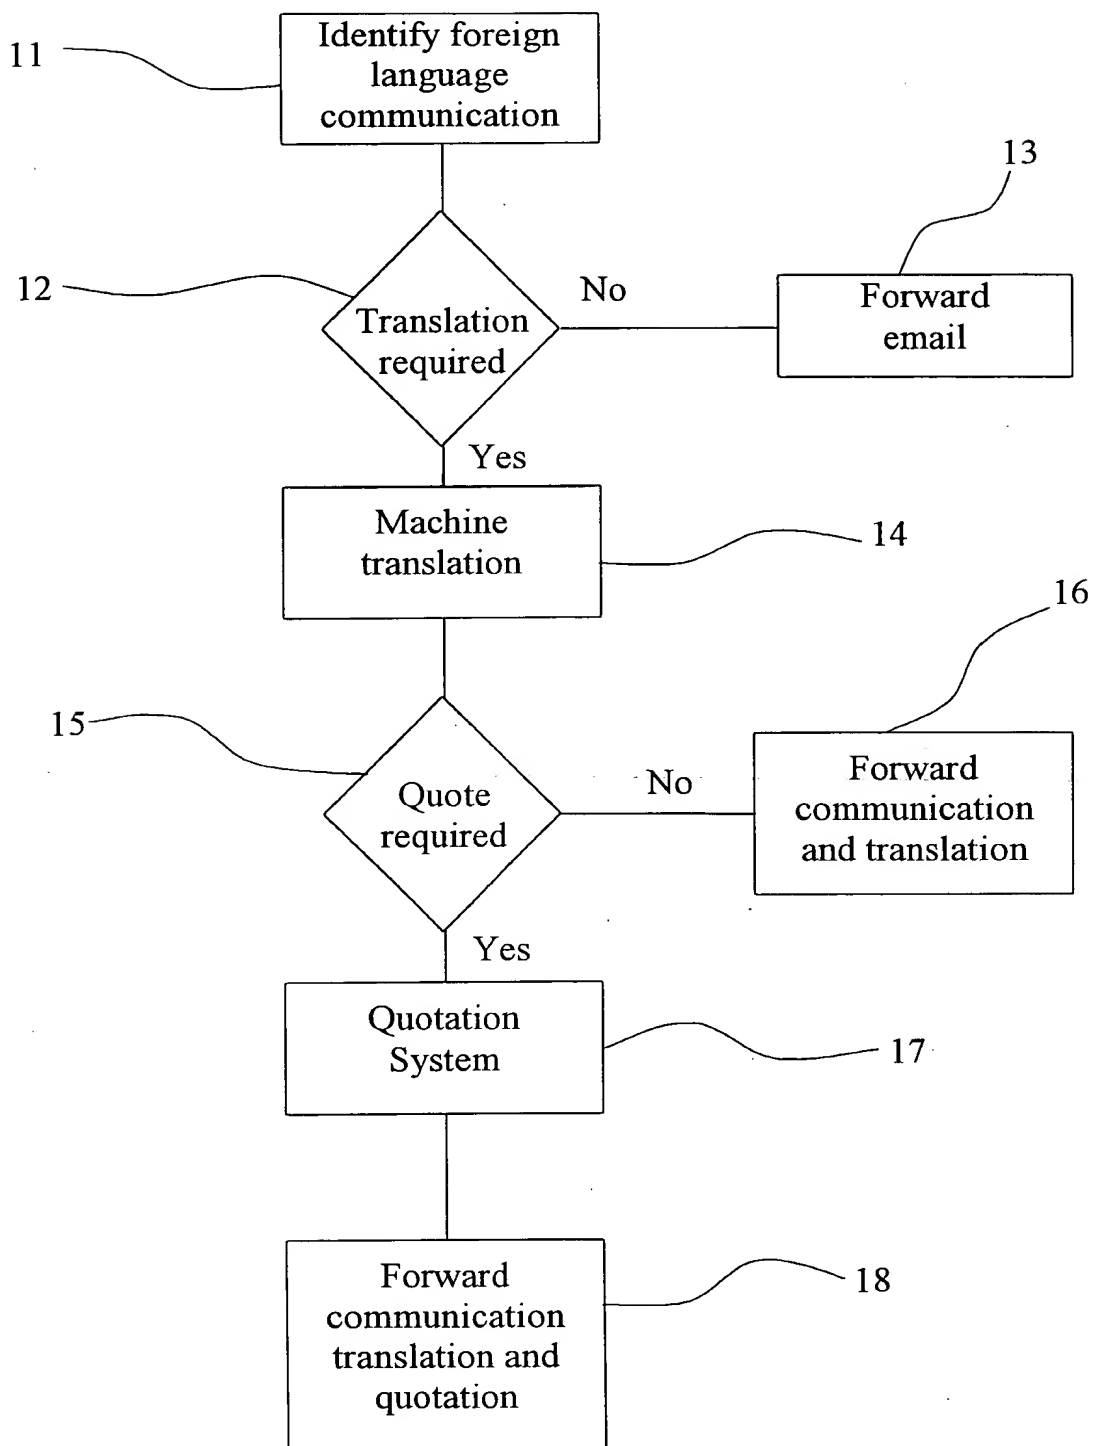 11
Identify foreign
language
communication
13
12
Translation
required
No
Forward
email
Yes
Machine
translation
14
16
15
Quote
required
No
Forward
communication
and translation
Yes
Quotation
System
17
Forward
communication
translation and
quotation
18